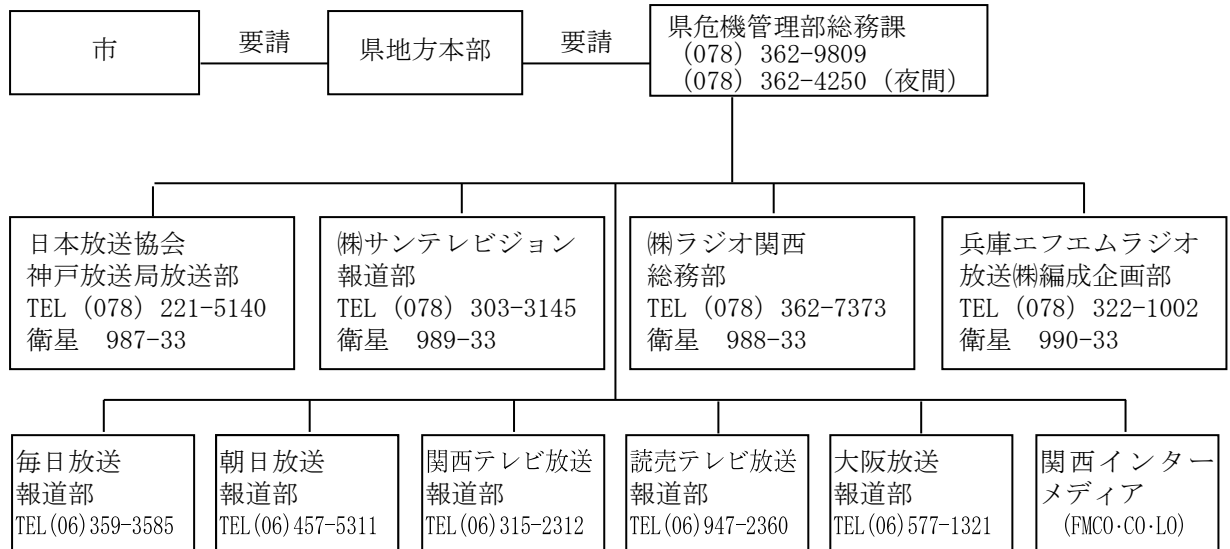 市
要請
県地方本部
要請
県危機管理部総務課
(078) 362-9809
(078) 362-4250 (夜間)
日本放送協会
神戸放送局放送部
TEL (078) 221-5140
衛星 987-33
㈱サンテレビジョン
報道部
TEL (078) 303-3145
衛星 989-33
㈱ラジオ関西
総務部
TEL (078) 362-7373
衛星 988-33
兵庫エフエムラジオ
放送㈱編成企画部
TEL (078) 322-1002
衛星 990-33
毎日放送
報道部
TEL(06)359-3585
朝日放送
報道部
TEL(06)457-5311
関西テレビ放送
報道部
TEL(06)315-2312
読売テレビ放送
報道部
TEL(06)947-2360
大阪放送
報道部
TEL(06)577-1321
関西インター
メディア
(FMCO·CO·LO)